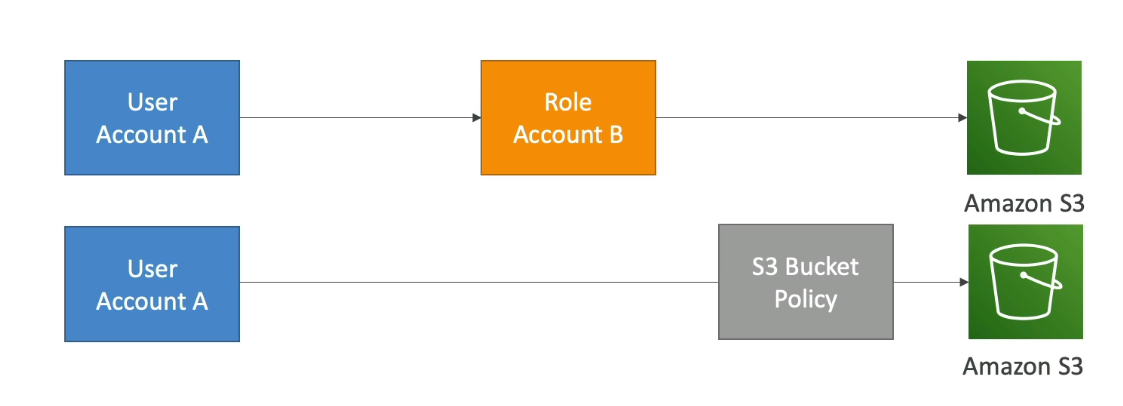 User
Account A
Role
Account B
Amazon S3
User
Account A
S3 Bucket
Policy
Amazon S3